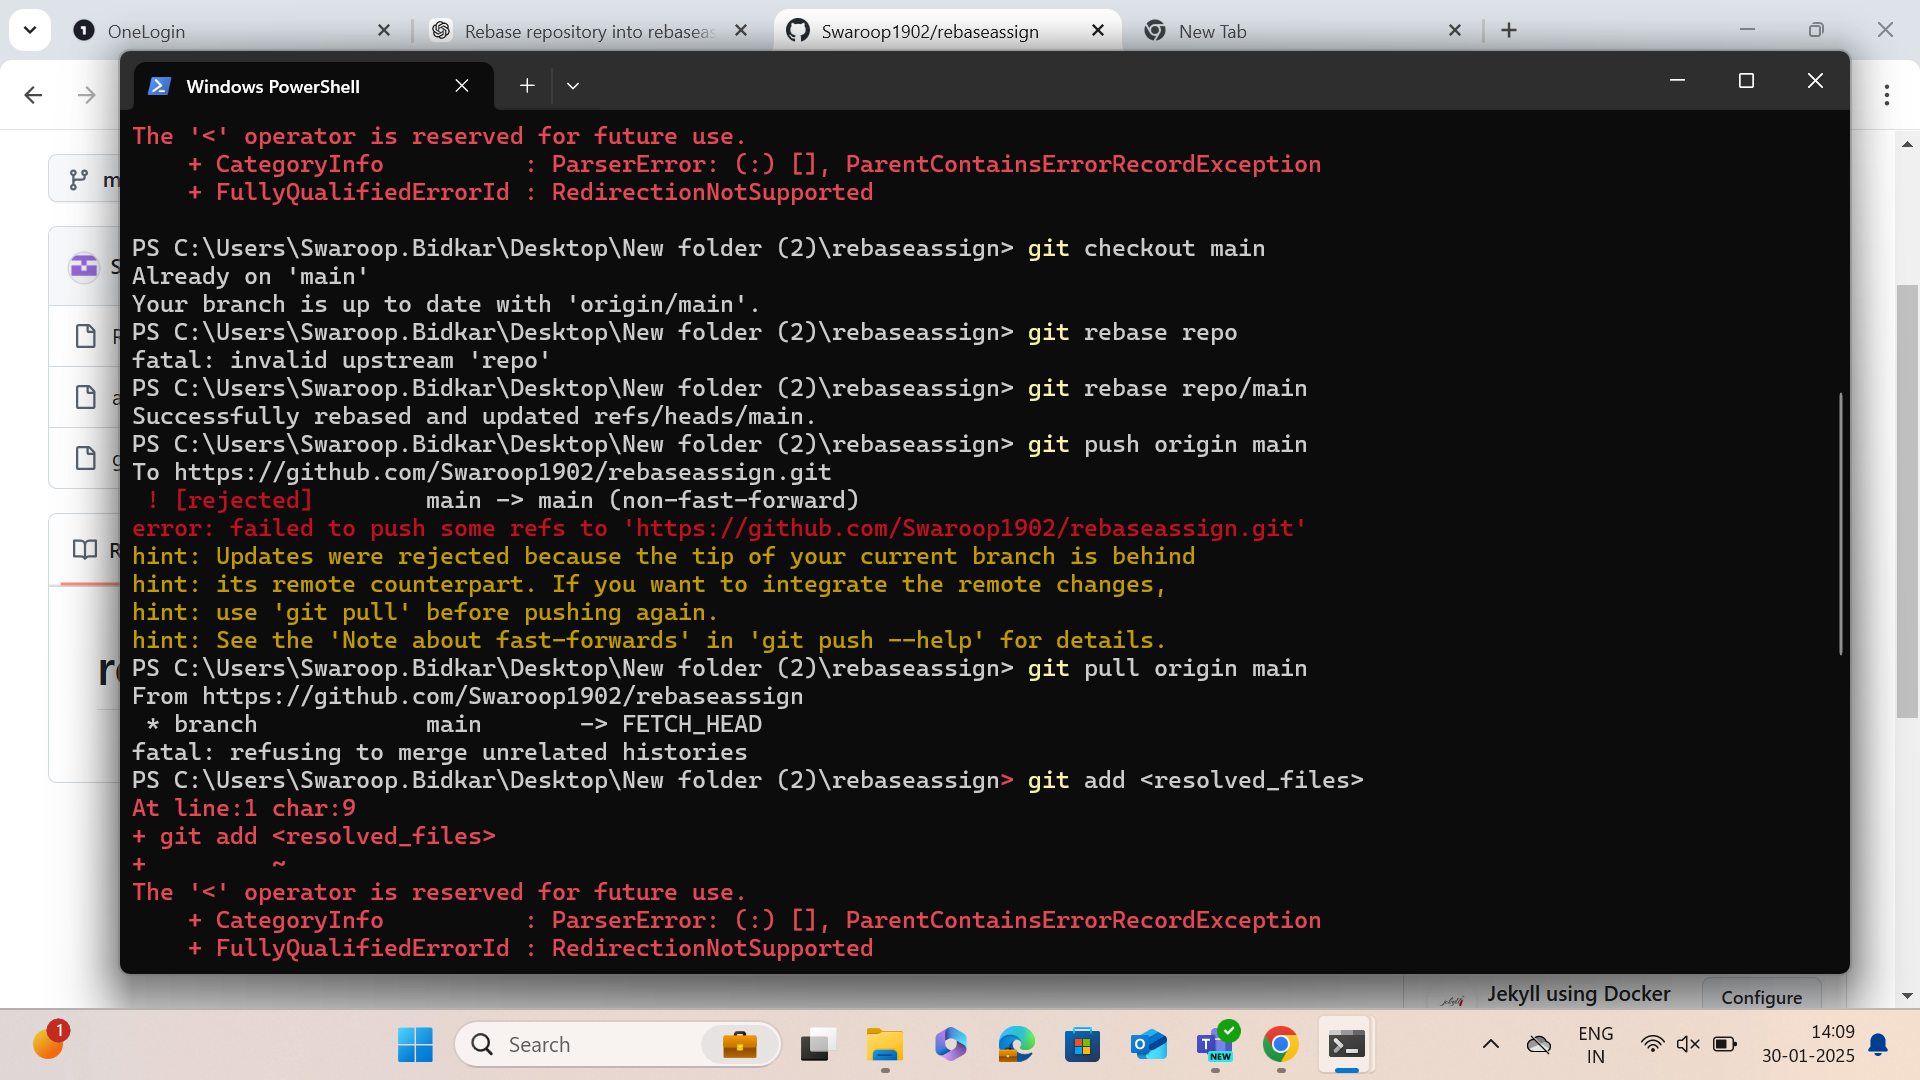 OneLogin
Rebase repository into rebaseas
Swaroop1902/rebaseassign
New Tab
Windows PowerShell
The '<' operator is reserved for future use.
    + CategoryInfo          : ParserError: (:) [], ParentContainsErrorRecordException
    + FullyQualifiedErrorId : RedirectionNotSupported
PS C:\Users\Swaroop.Bidkar\Desktop\New folder (2)\rebaseassign> git checkout main
Already on 'main'
Your branch is up to date with 'origin/main'.
PS C:\Users\Swaroop.Bidkar\Desktop\New folder (2)\rebaseassign> git rebase repo
fatal: invalid upstream 'repo'
PS C:\Users\Swaroop.Bidkar\Desktop\New folder (2)\rebaseassign> git rebase repo/main
Successfully rebased and updated refs/heads/main.
PS C:\Users\Swaroop.Bidkar\Desktop\New folder (2)\rebaseassign> git push origin main
To https://github.com/Swaroop1902/rebaseassign.git
 ! [rejected]        main -> main (non-fast-forward)
error: failed to push some refs to 'https://github.com/Swaroop1902/rebaseassign.git'
hint: Updates were rejected because the tip of your current branch is behind
hint: its remote counterpart. If you want to integrate the remote changes,
hint: use 'git pull' before pushing again.
hint: See the 'Note about fast-forwards' in 'git push --help' for details.
PS C:\Users\Swaroop.Bidkar\Desktop\New folder (2)\rebaseassign> git pull origin main
From https://github.com/Swaroop1902/rebaseassign
 * branch            main       -> FETCH_HEAD
fatal: refusing to merge unrelated histories
PS C:\Users\Swaroop.Bidkar\Desktop\New folder (2)\rebaseassign> git add <resolved_files>
At line:1 char:9
+ git add <resolved_files>
+         ~
The '<' operator is reserved for future use.
    + CategoryInfo          : ParserError: (:) [], ParentContainsErrorRecordException
    + FullyQualifiedErrorId : RedirectionNotSupported
Jekyll using Docker
Configure
1
Search
NEW
ENG
IN
14:09
30-01-2025